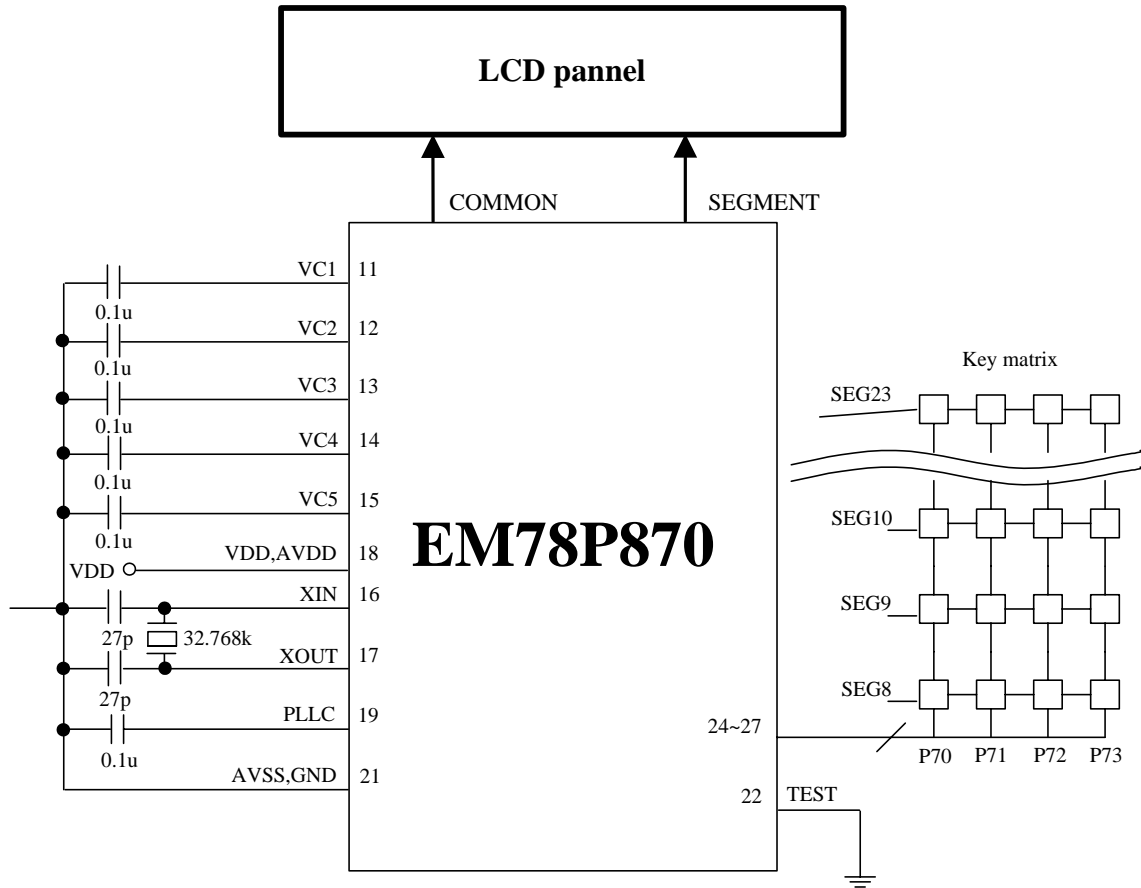 LCD pannel
COMMON
SEGMENT
VC1 11
0.1u
VC2 12
0.1u
VC3 13
0.1u
VC4 14
0.1u
VC5 15
0.1u
VDD VDD,AVDD 18
XIN 16
27p 32.768k
XOUT 17
27p
PLLC 19
0.1u
AVSS,GND 21
EM78P870
24~27
22 TEST
Key matrix
SEG23
SEG10
SEG9
SEG8
P70 P71 P72 P73